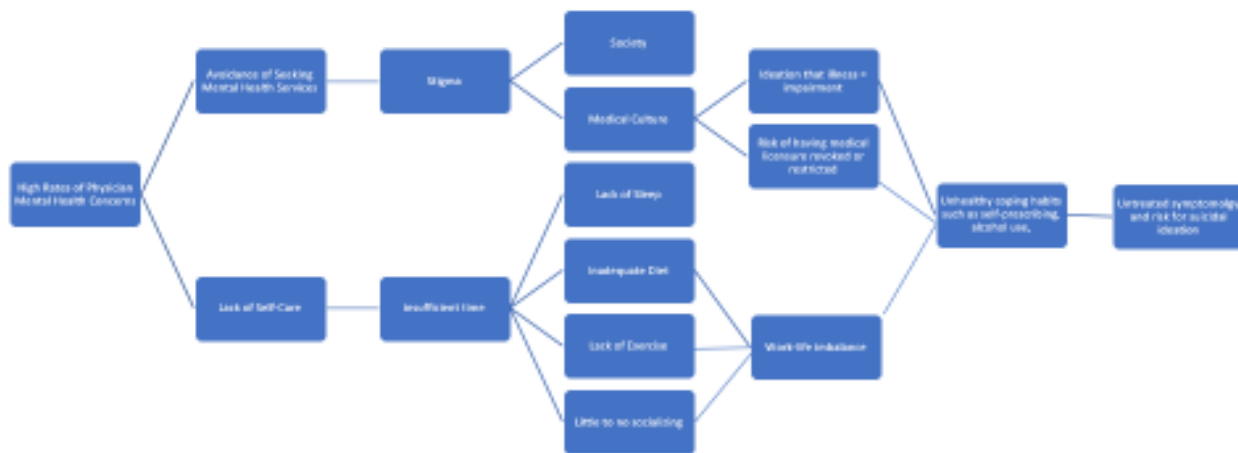 High Rates of Physician
Mental Health Concerns
Avoidance of Seeking
Mental Health Services
Lack of Self-Care
Stigma
Insufficient time
Society
Medical Culture
Lack of Sleep
Inadequate Diet
Lack of Exercise
Little to no socializing
Ideation that illness =
impairment
Risk of having medical
licensure revoked or
restricted
Work-life imbalance
Unhealthy coping habits
such as self-prescribing,
alcohol use,
Untreated symptomolgy
and risk for suicidal
ideation